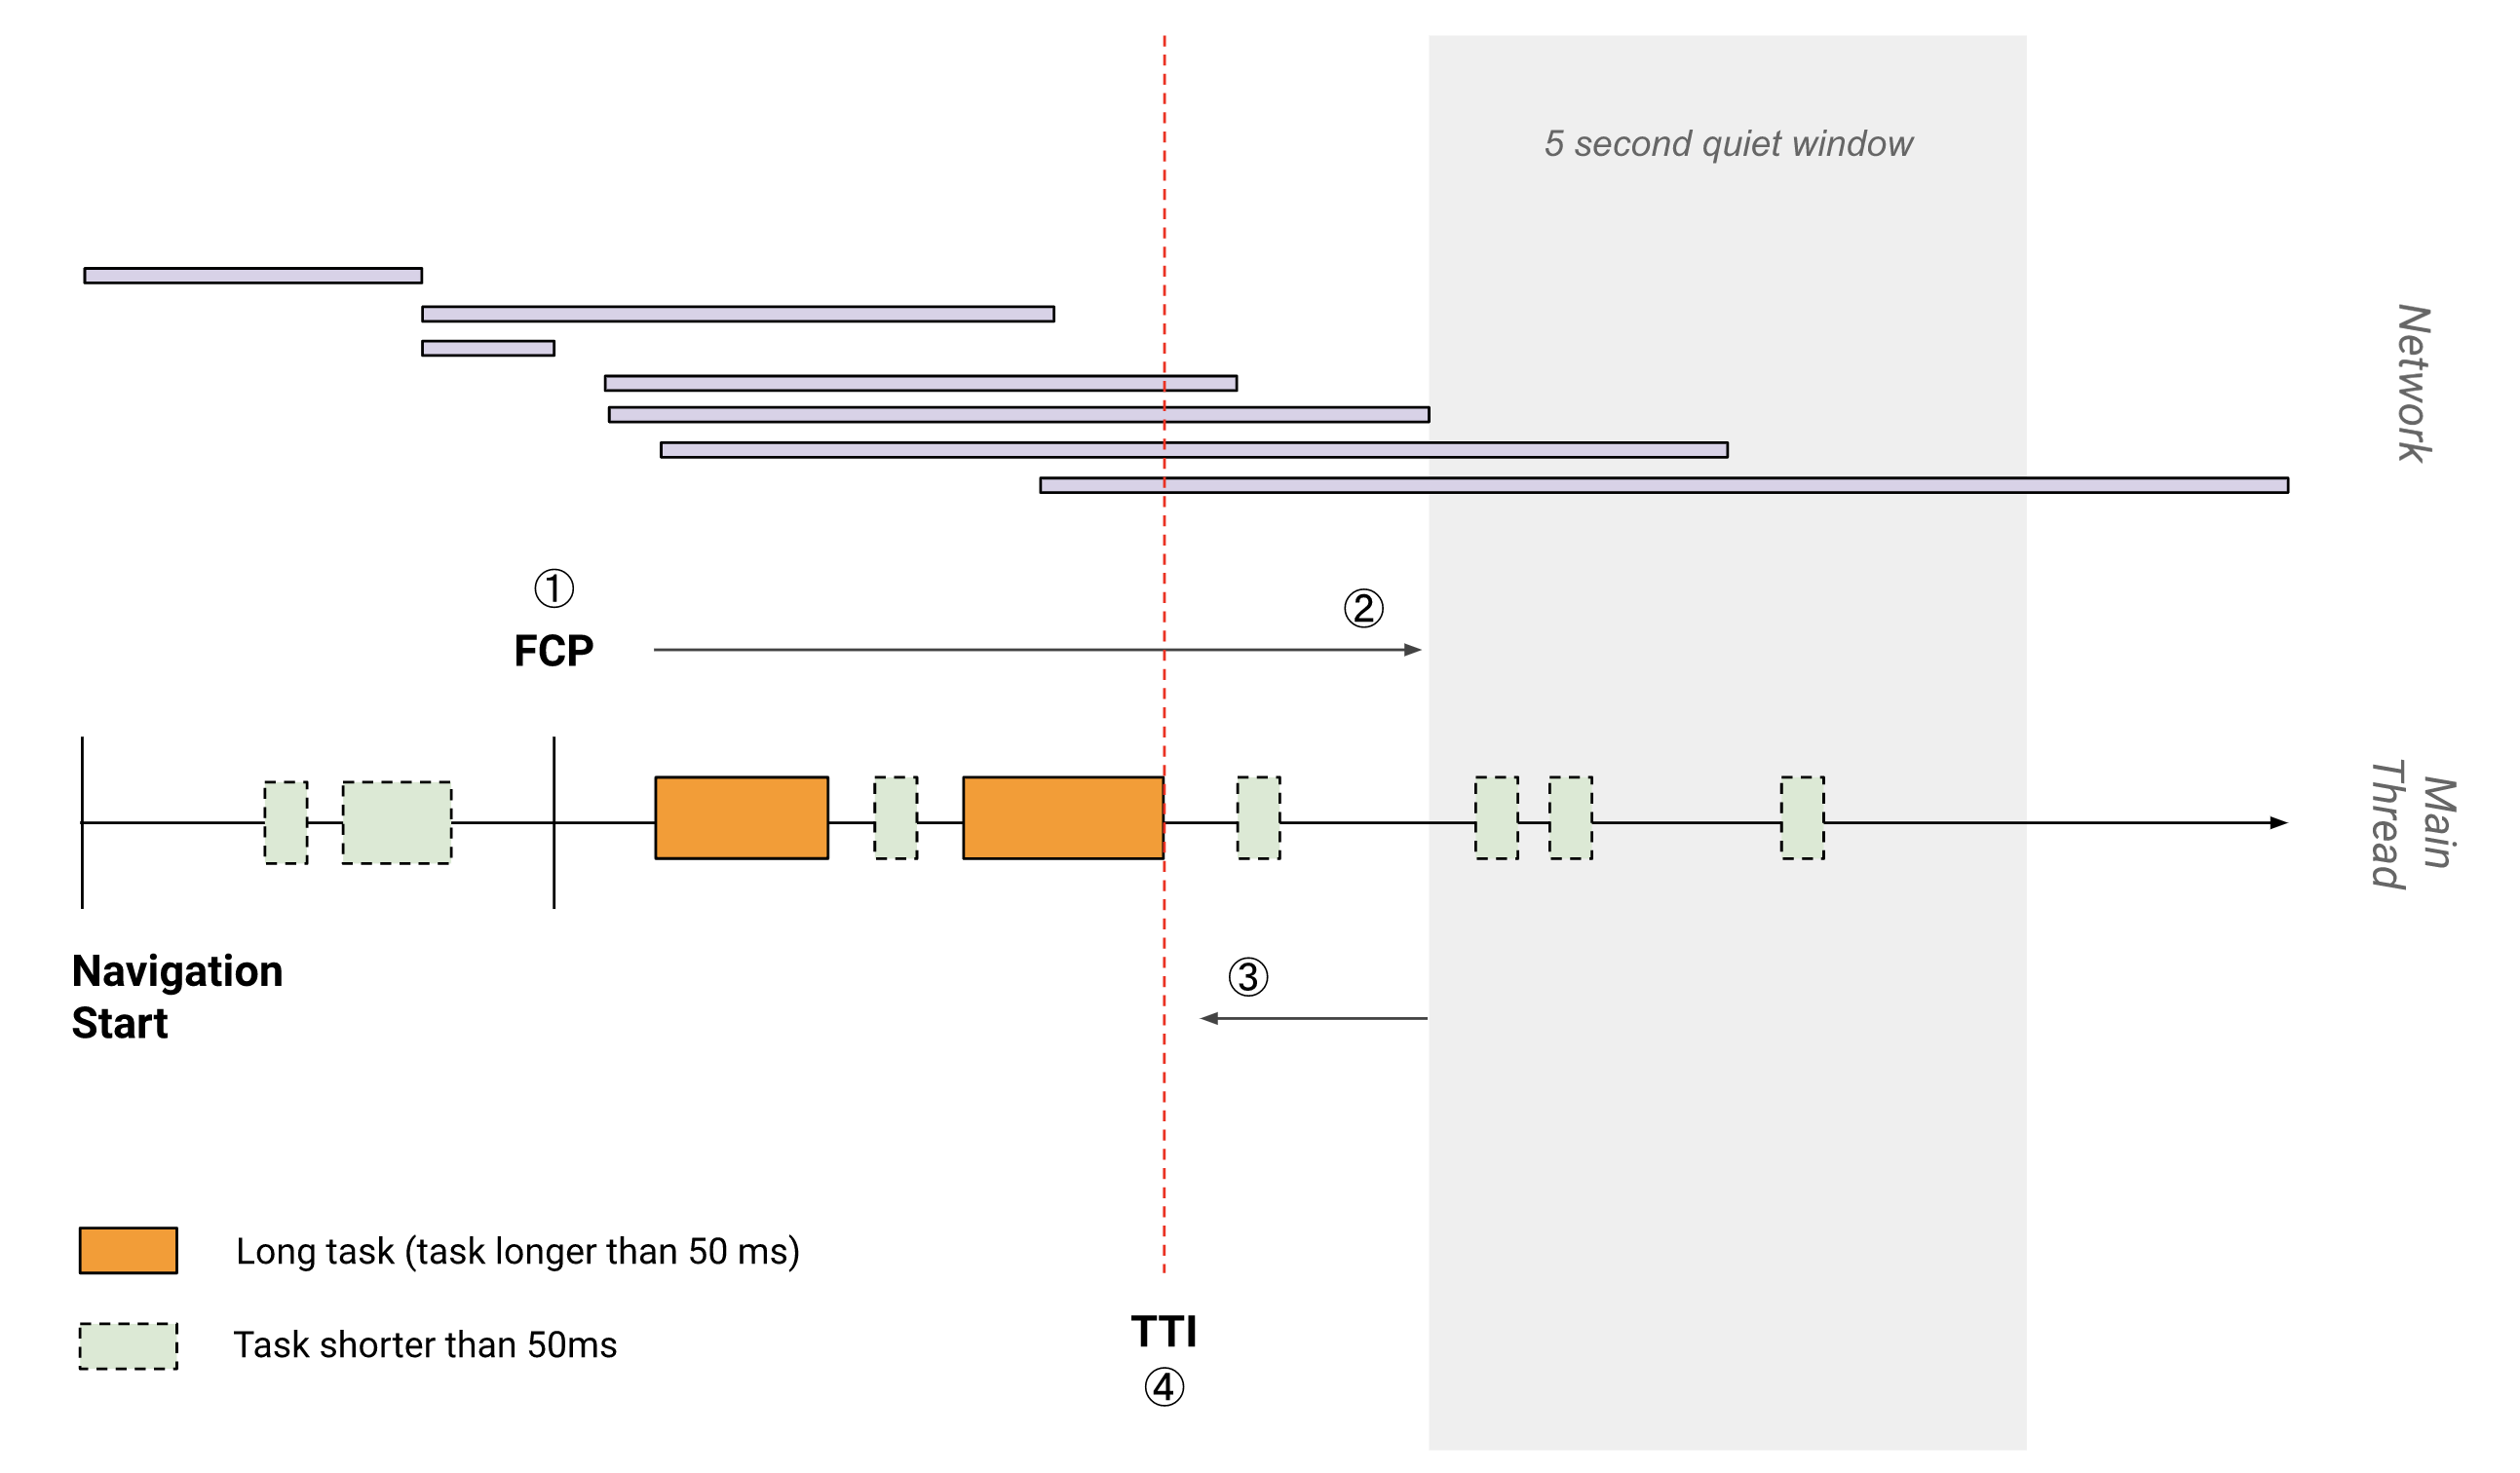 5 second quiet window
Network
①
②
FCP
Main
Thread
Navigation
Start
③
Long task (task longer than 50 ms)
Task shorter than 50ms
TTI
④